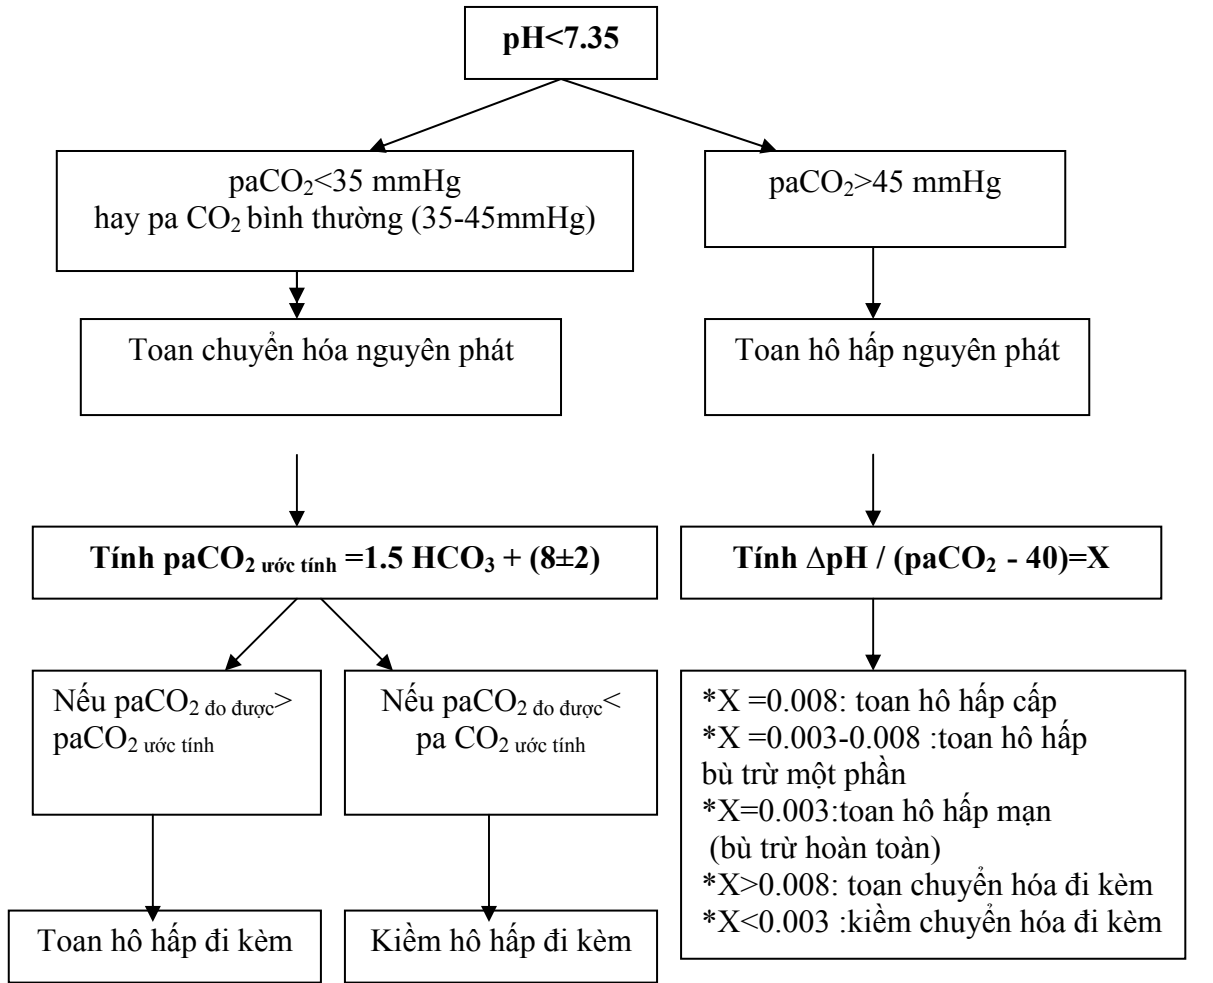 pH<7.35
paCO₂<35 mmHg
hay pa CO₂ bình thường (35-45mmHg)
paCO₂>45 mmHg
Toan chuyển hóa nguyên phát
Toan hô hấp nguyên phát
Tính paCO₂ ước tính =1.5 HCO₃ + (8±2)
Tính ∆pH / (paCO₂ - 40)=X
Nếu paCO₂ đo được>
paCO₂ ước tính
Nếu paCO₂ đo được<
pa CO₂ ước tính
*X =0.008: toan hô hấp cấp
*X =0.003-0.008 :toan hô hấp
bù trừ một phần
*X=0.003:toan hô hấp mạn
(bù trừ hoàn toàn)
*X>0.008: toan chuyển hóa đi kèm
*X<0.003 :kiềm chuyển hóa đi kèm
Toan hô hấp đi kèm
Kiềm hô hấp đi kèm